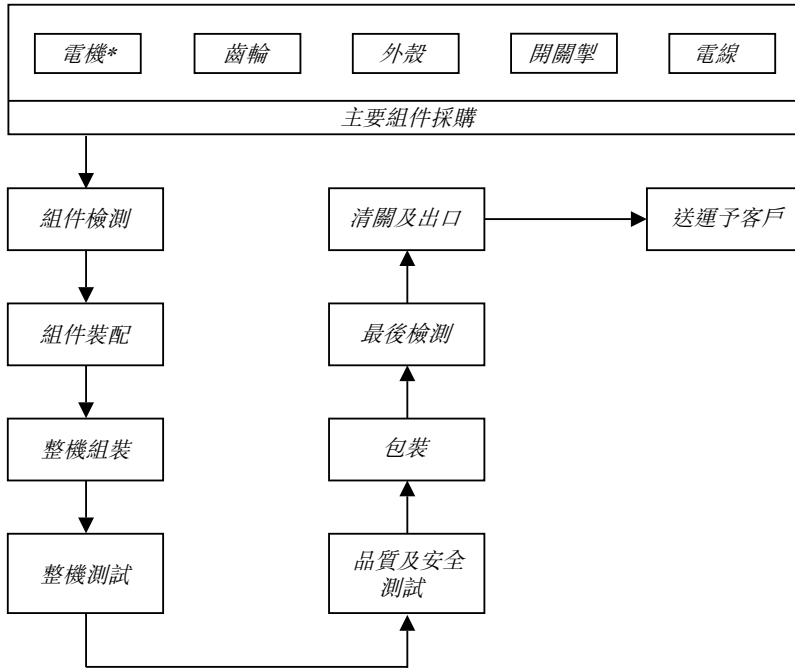 電機*
齒輪
外殼
開關掣
電線
主要組件採購
組件檢測
組件裝配
整機組裝
整機測試
品質及安全
測試
包裝
最後檢測
清關及出口
送運予客戶